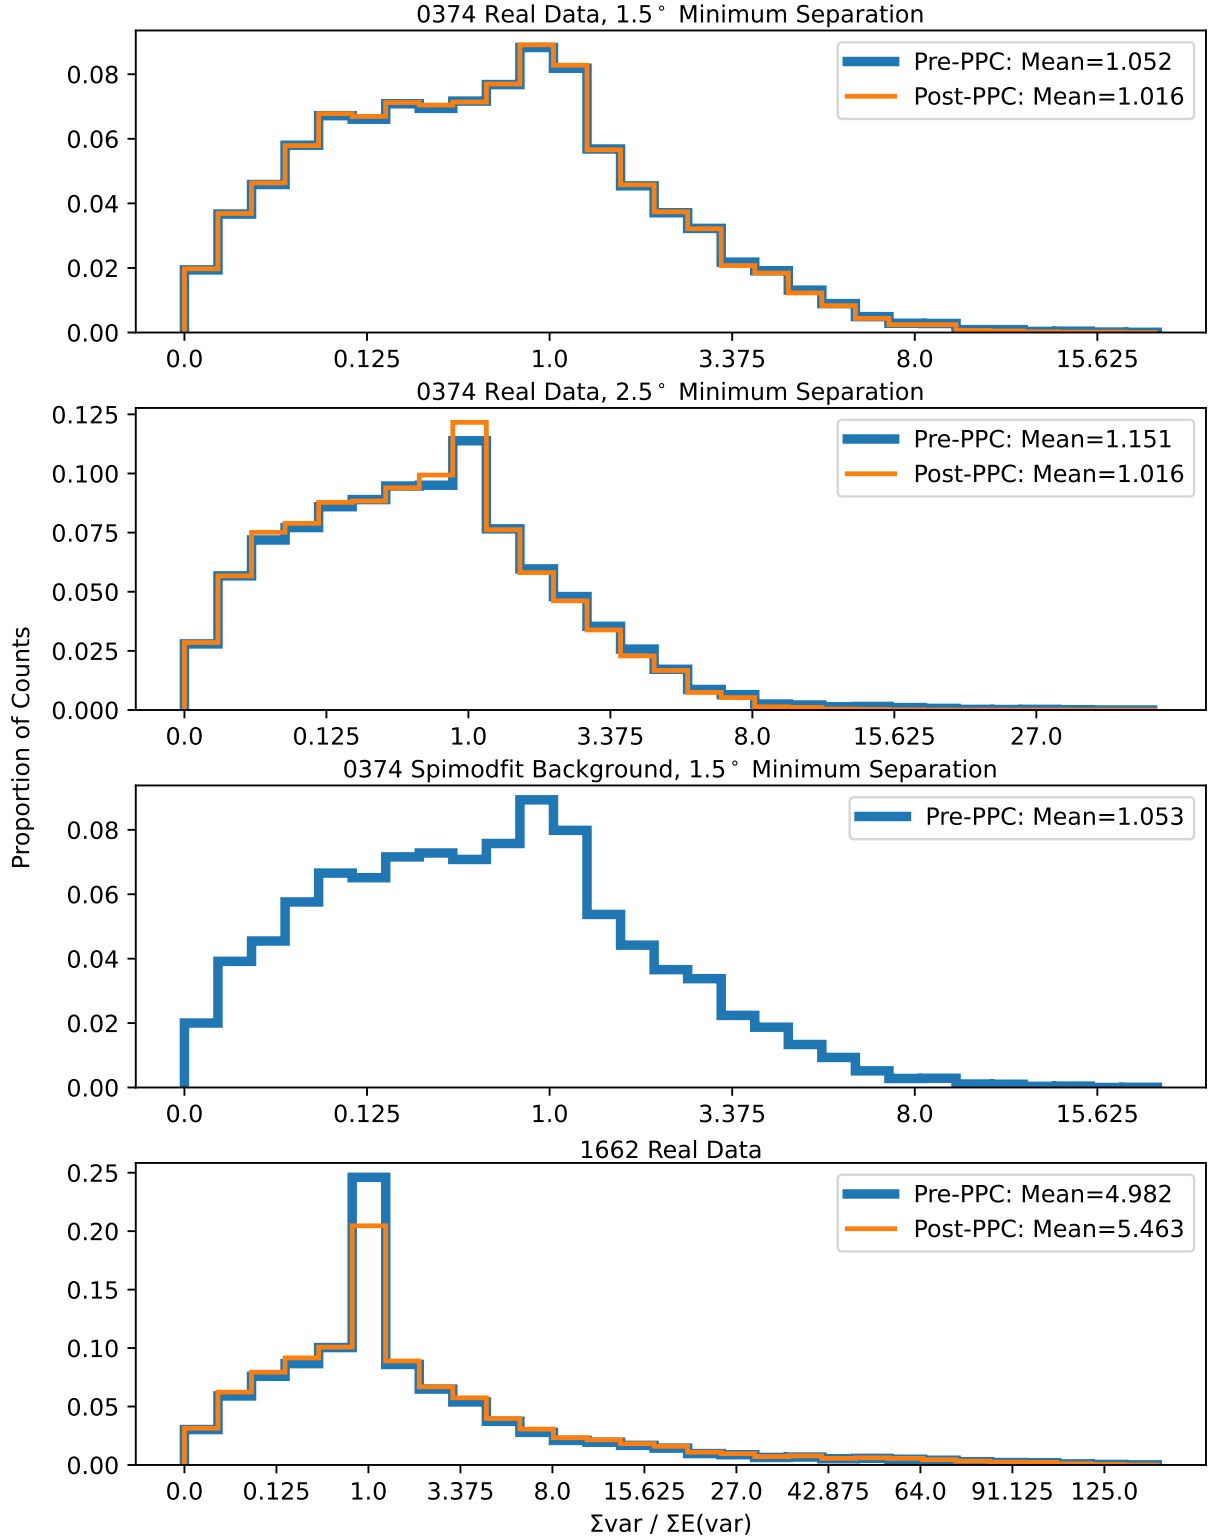 0374 Real Data, 1.5° Minimum Separation
Pre-PPC: Mean=1.052
Post-PPC: Mean=1.016
0.08
0.06
0.04
0.02
0.00
0.0 0.125 1.0 3.375 8.0 15.625
0374 Real Data, 2.5° Minimum Separation
Pre-PPC: Mean=1.151
Post-PPC: Mean=1.016
0.125
0.100
0.075
0.050
0.025
0.000
0.0 0.125 1.0 3.375 8.0 15.625 27.0
Proportion of Counts
0374 Spimodfit Background, 1.5° Minimum Separation
Pre-PPC: Mean=1.053
0.08
0.06
0.04
0.02
0.00
0.0 0.125 1.0 3.375 8.0 15.625
1662 Real Data
Pre-PPC: Mean=4.982
Post-PPC: Mean=5.463
0.25
0.20
0.15
0.10
0.05
0.00
0.0 0.125 1.0 3.375 8.0 15.625 27.0 42.875 64.0 91.125 125.0
Σvar / ΣE(var)